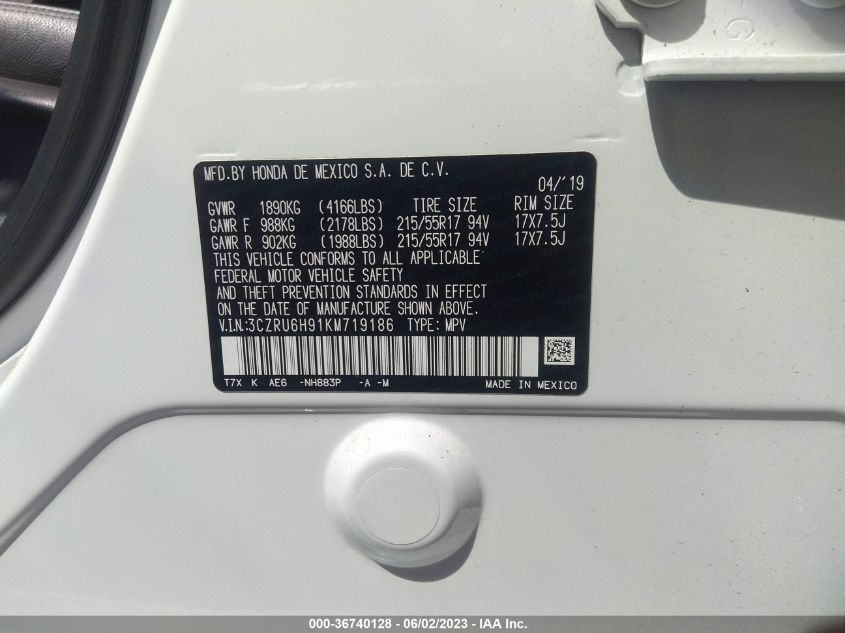 MFD.BY HONDA DE MEXICO S.A. DE C.V.
04/'19
GVWR 1890KG (4166LBS) TIRE SIZE RIM SIZE
GAWR F 988KG (2178LBS) 215/55R17 94V 17X7.5J
GAWR R 902KG (1988LBS) 215/55R17 94V 17X7.5J
THIS VEHICLE CONFORMS TO ALL APPLICABLE
FEDERAL MOTOR VEHICLE SAFETY
AND THEFT PREVENTION STANDARDS IN EFFECT
ON THE DATE OF MANUFACTURE SHOWN ABOVE.
V.I.N.:3CZRU6H91KM719186 TYPE: MPV
T7X K AE6 -NH883P -A -M MADE IN MEXICO
000-36740128 - 06/02/2023 - IAA Inc.